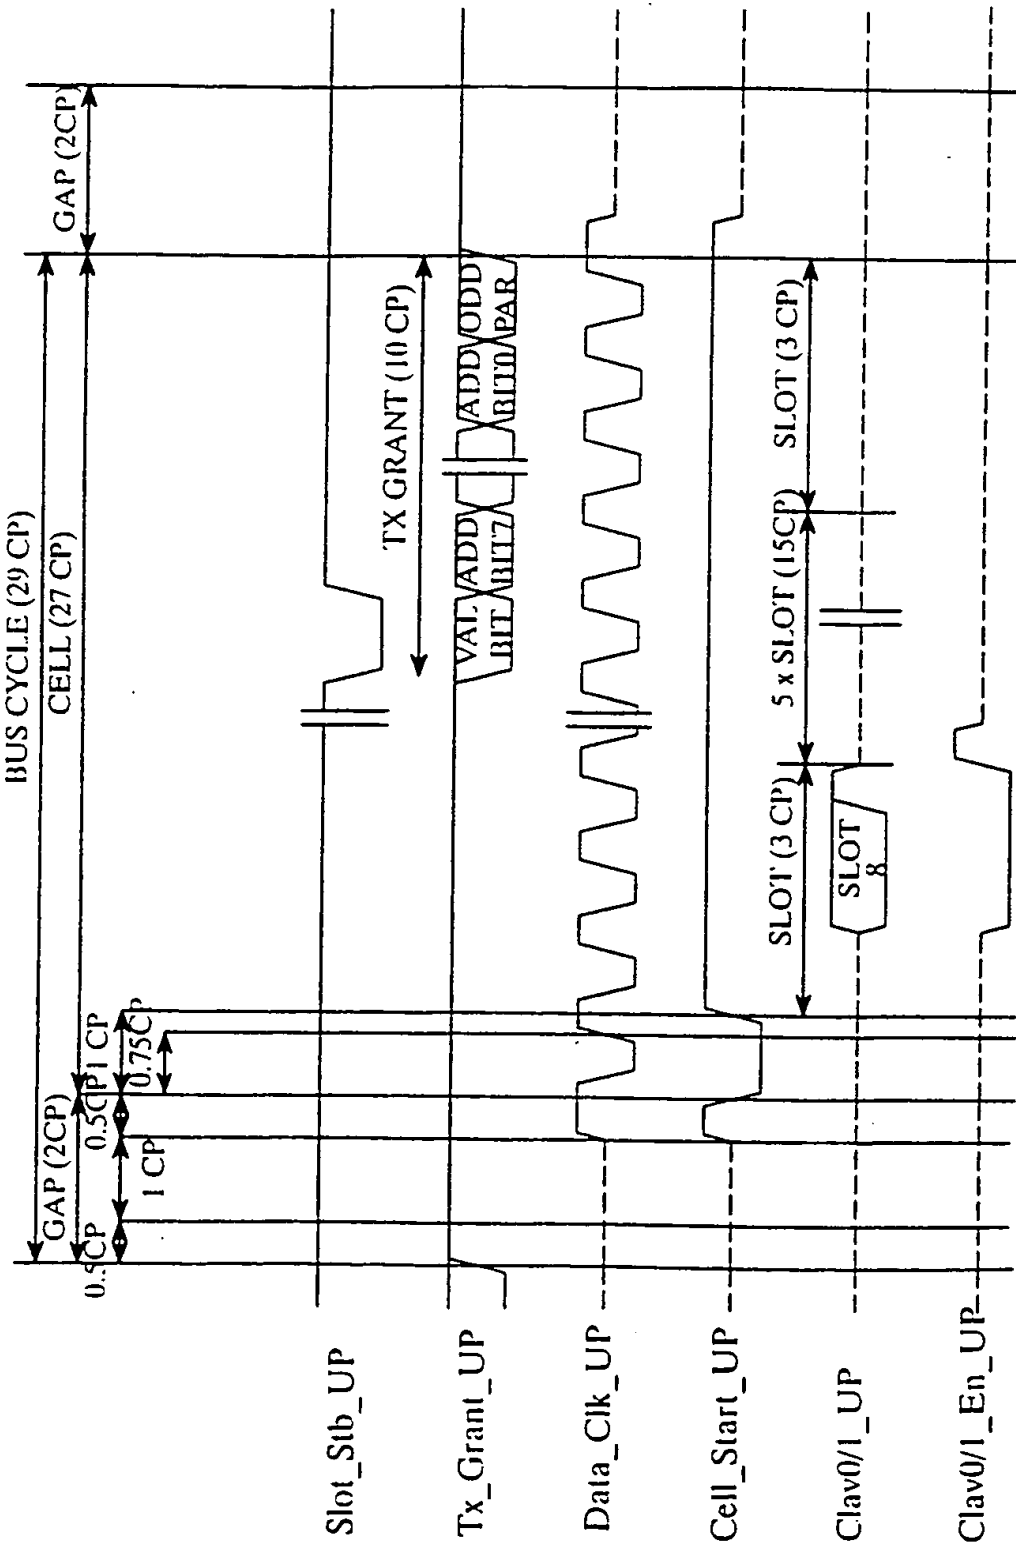 BUS CYCLE (29 CP)
GAP (2CP)
CELL (27 CP)
GAP (2CP)
0.5CP
1 CP
0.5CP
1 CP
0.75CP
Slot_Stb_UP
TX GRANT (10 CP)
Tx_Grant_UP
VAL BIT
ADD BIT7
ADD BIT0
ODD PAR
Data_Clk_UP
Cell_Start_UP
SLOT (3 CP)
5 x SLOT (15CP)
SLOT (3 CP)
Clav0/1_UP
SLOT
8
Clav0/1_En_UP